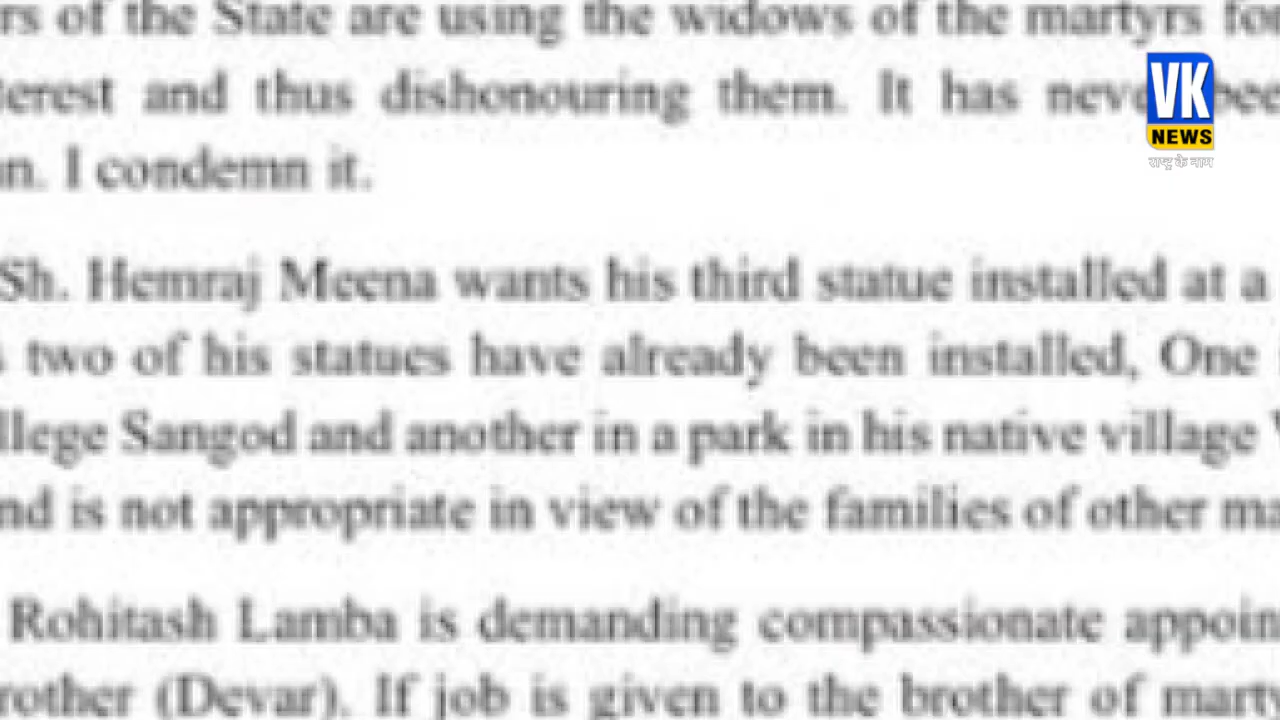 rs of the State are using the widows of the martyrs for
terest and thus dishonouring them. It has neve bee
an. I condemn it.
Sh. Hemraj Meena wants his third statue installed at a
s two of his statues have already been installed, One
llege Sangod and another in a park in his native village
nd is not appropriate in view of the families of other ma
Rohitash Lamba is demanding compassionate appoin
rother (Devar). If job is given to the brother of marty
VK
NEWS
राष्ट्र के नाम